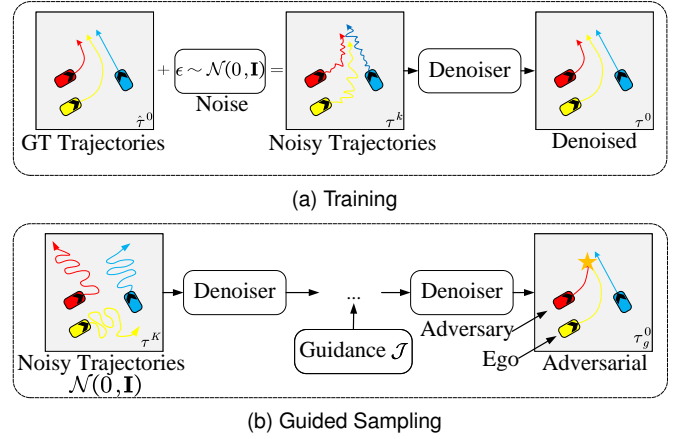 + ϵ ∼ 𝒩(0, I) =
Denoiser
Noise
τ̂⁰
τᵏ
τ⁰
GT Trajectories
Noisy Trajectories
Denoised
(a) Training
Denoiser
...
Denoiser
Guidance 𝒥
Adversary
Ego
τᴷ
τ_g⁰
Noisy Trajectories
𝒩(0, I)
Adversarial
(b) Guided Sampling